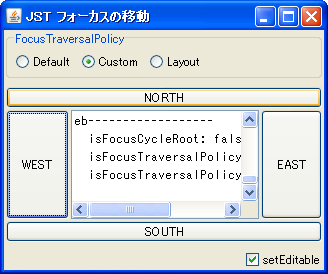 JST フォーカスの移動
FocusTraversalPolicy
Default Custom Layout
NORTH
WEST
eb------------------
isFocusCycleRoot: fals
isFocusTraversalPolicy
isFocusTraversalPolicy
EAST
SOUTH
setEditable